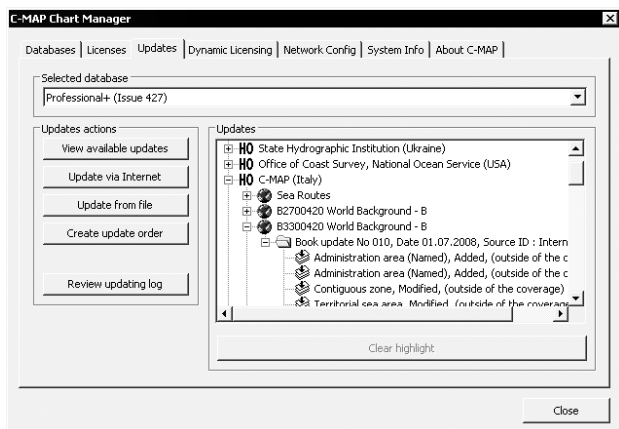 C-MAP Chart Manager
Databases Licenses Updates Dynamic Licensing Network Config System Info About C-MAP
Selected database
Professional+ (Issue 427)
Updates actions
View available updates
Update via Internet
Update from file
Create update order
Review updating log
Updates
HO State Hydrographic Institution (Ukraine)
HO Office of Coast Survey, National Ocean Service (USA)
HO C-MAP (Italy)
Sea Routes
B2700420 World Background - B
B3300420 World Background - B
Book update No 010, Date 01.07.2008, Source ID : Intern
Administration area (Named), Added, (outside of the c
Administration area (Named), Added, (outside of the c
Contiguous zone, Modified, (outside of the coverage)
Territorial sea area, Modified, (outside of the coverage
Clear highlight
Close